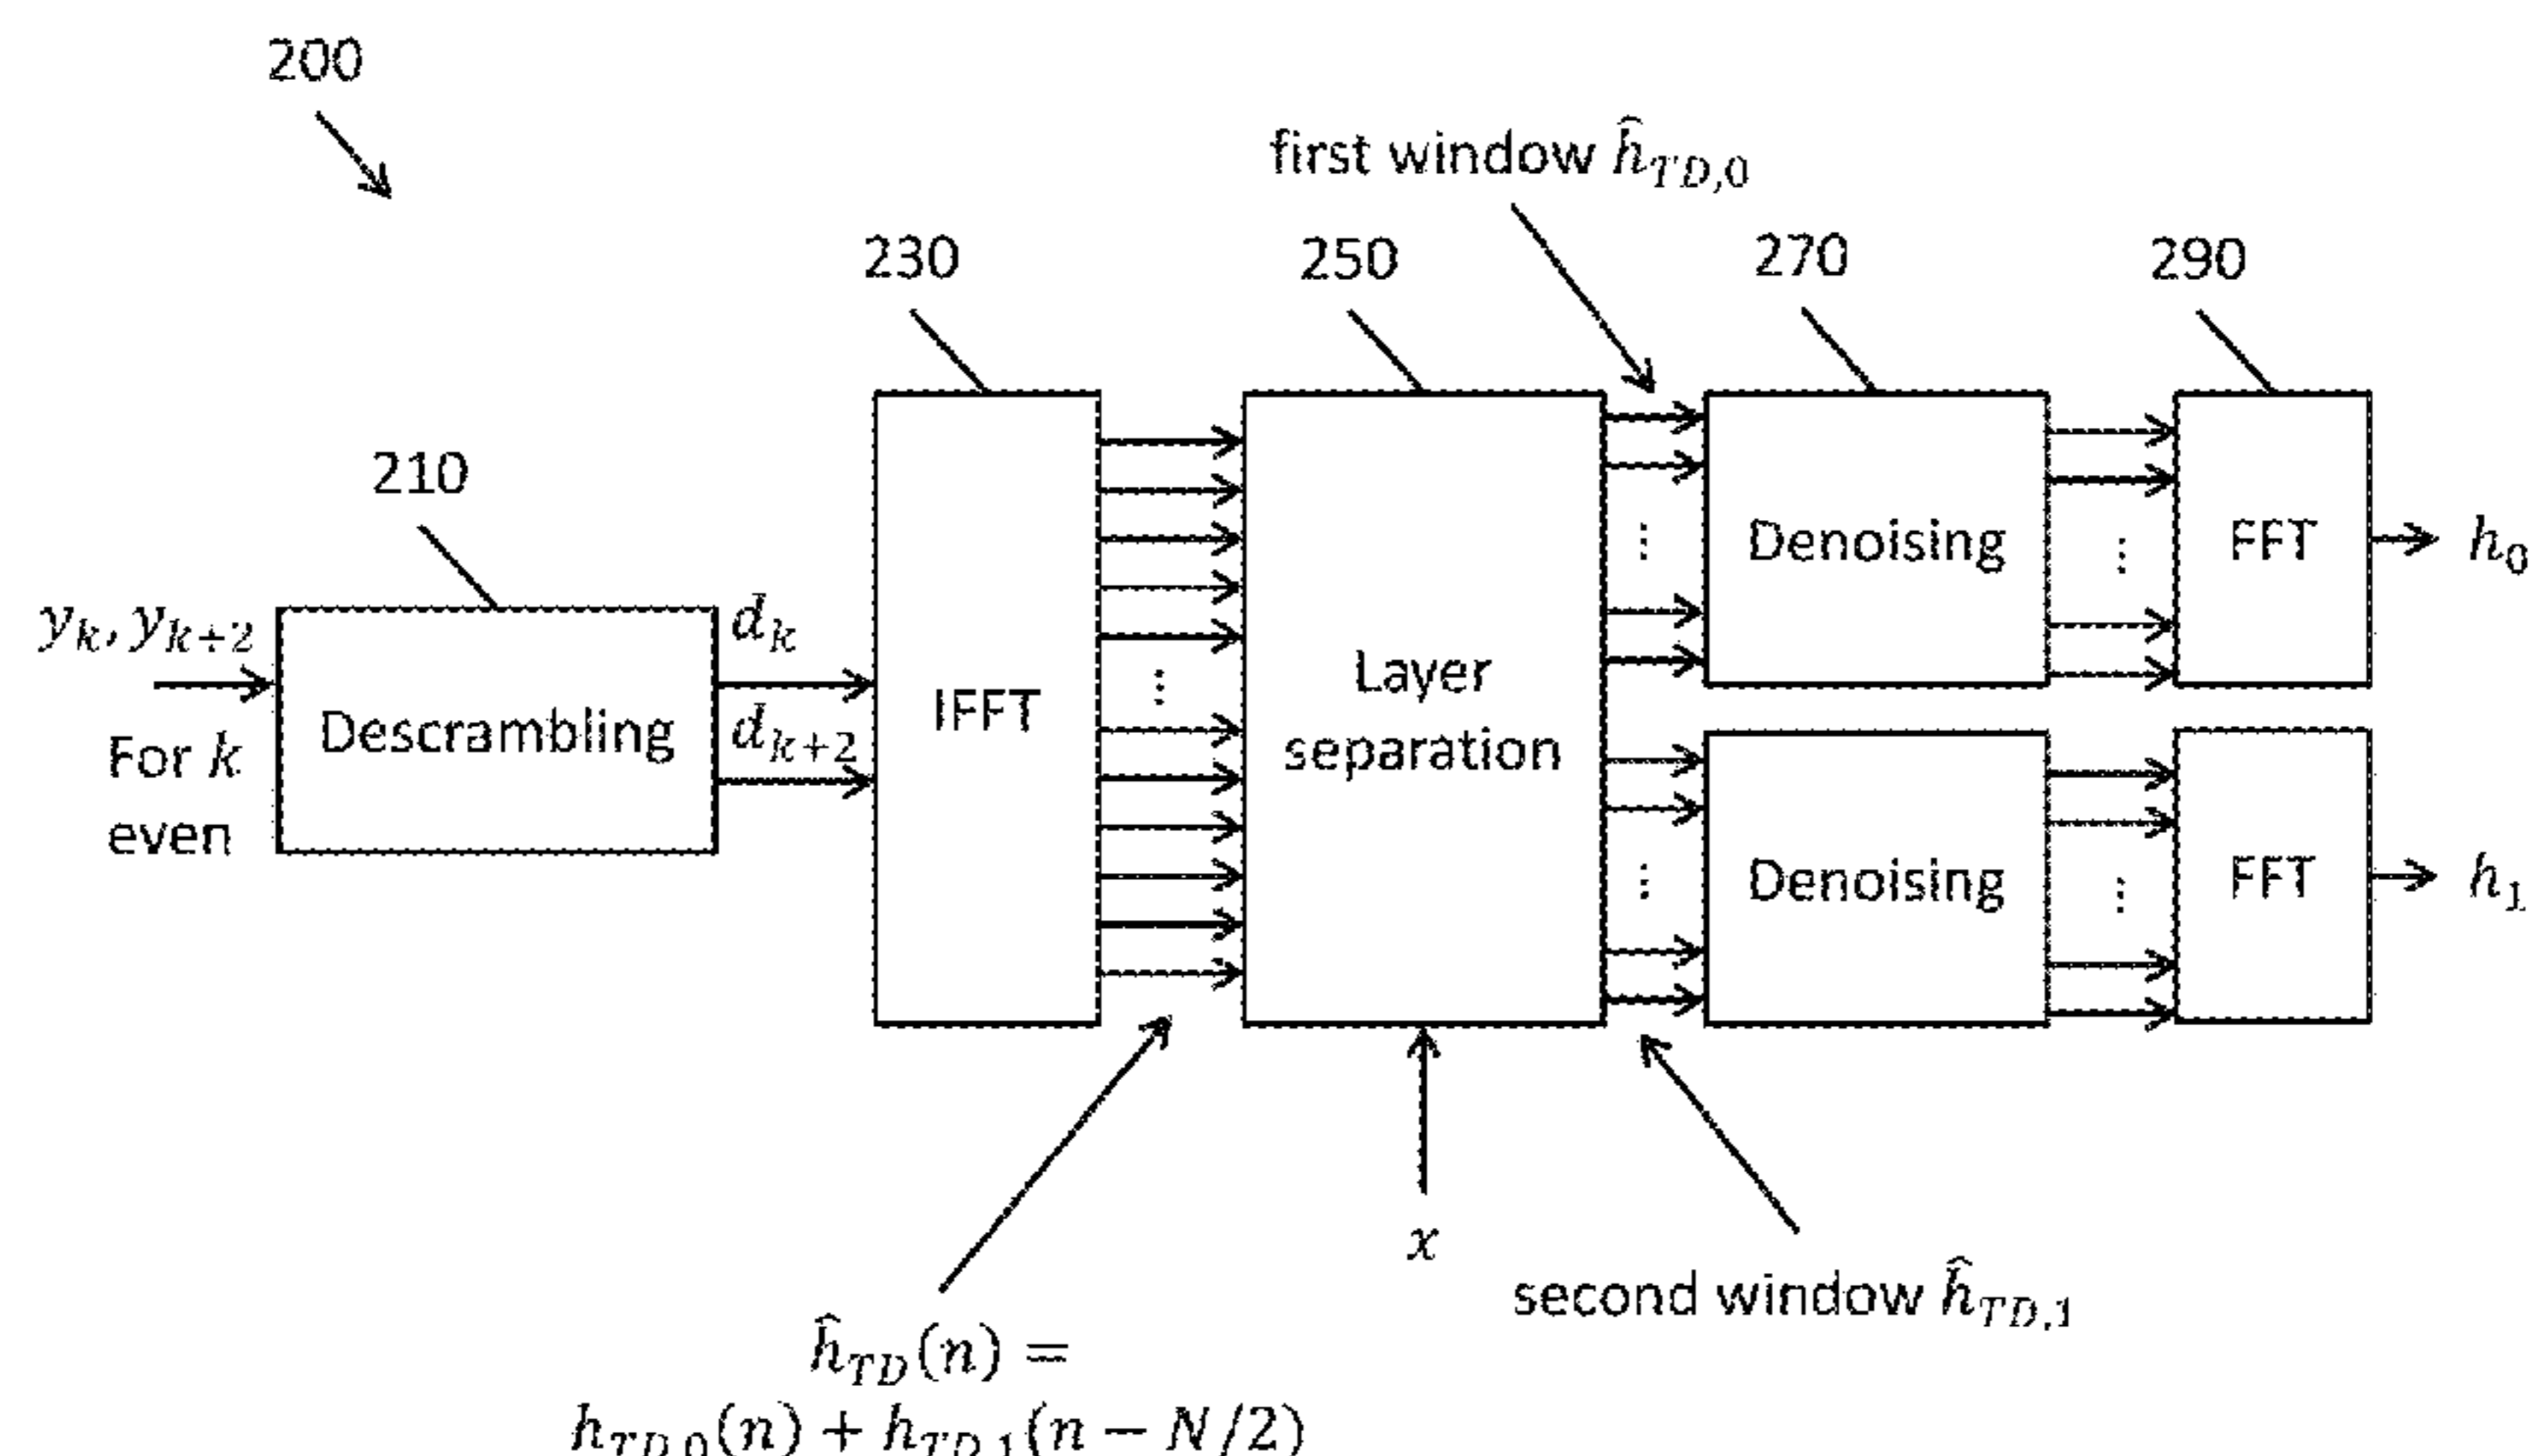 200
first window ĥ_{TD,0}
230
250
270
290
210
y_k, y_{k+2}
For k
even
Descrambling
d_k
d_{k+2}
IFFT
⋮
Layer
separation
⋮
Denoising
⋮
FFT
h_0
⋮
Denoising
⋮
FFT
h_1
x
second window ĥ_{TD,1}
ĥ_{TD}(n) =
h_{TD,0}(n) + h_{TD,1}(n − N/2)